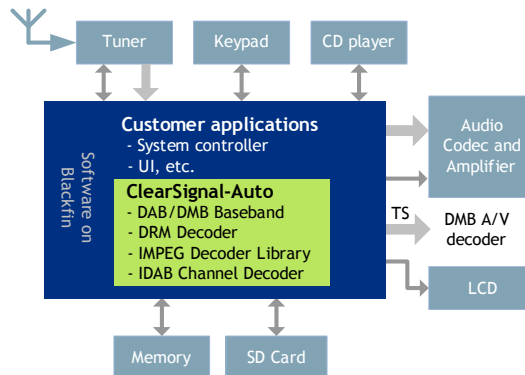 Tuner
Keypad
CD player
Software on
Blackfin
Customer applications
- System controller
- UI, etc.
ClearSignal-Auto
- DAB/DMB Baseband
- DRM Decoder
- IMPEG Decoder Library
- IDAB Channel Decoder
Audio
Codec and
Amplifier
TS
DMB A/V
decoder
LCD
Memory
SD Card